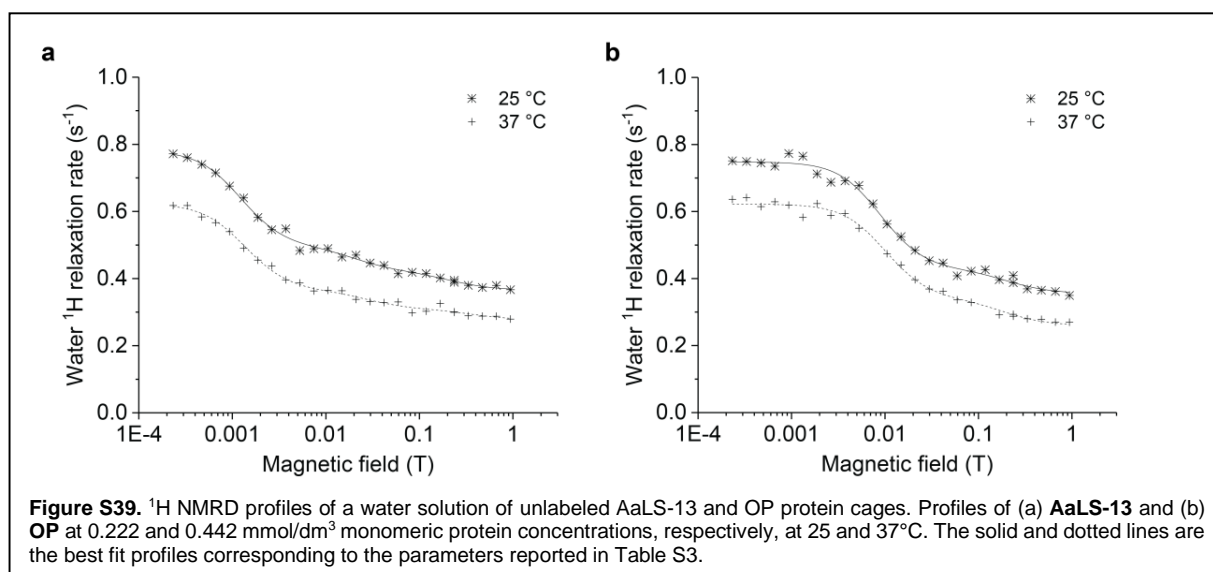 a
b
1.0
0.8
0.6
0.4
0.2
0.0
Water ¹H relaxation rate (s⁻¹)
25 °C
37 °C
1E-4
0.001
0.01
0.1
1
Magnetic field (T)
1.0
0.8
0.6
0.4
0.2
0.0
Water ¹H relaxation rate (s⁻¹)
25 °C
37 °C
1E-4
0.001
0.01
0.1
1
Magnetic field (T)
Figure S39. ¹H NMRD profiles of a water solution of unlabeled AaLS-13 and OP protein cages. Profiles of (a) AaLS-13 and (b)
OP at 0.222 and 0.442 mmol/dm³ monomeric protein concentrations, respectively, at 25 and 37°C. The solid and dotted lines are
the best fit profiles corresponding to the parameters reported in Table S3.